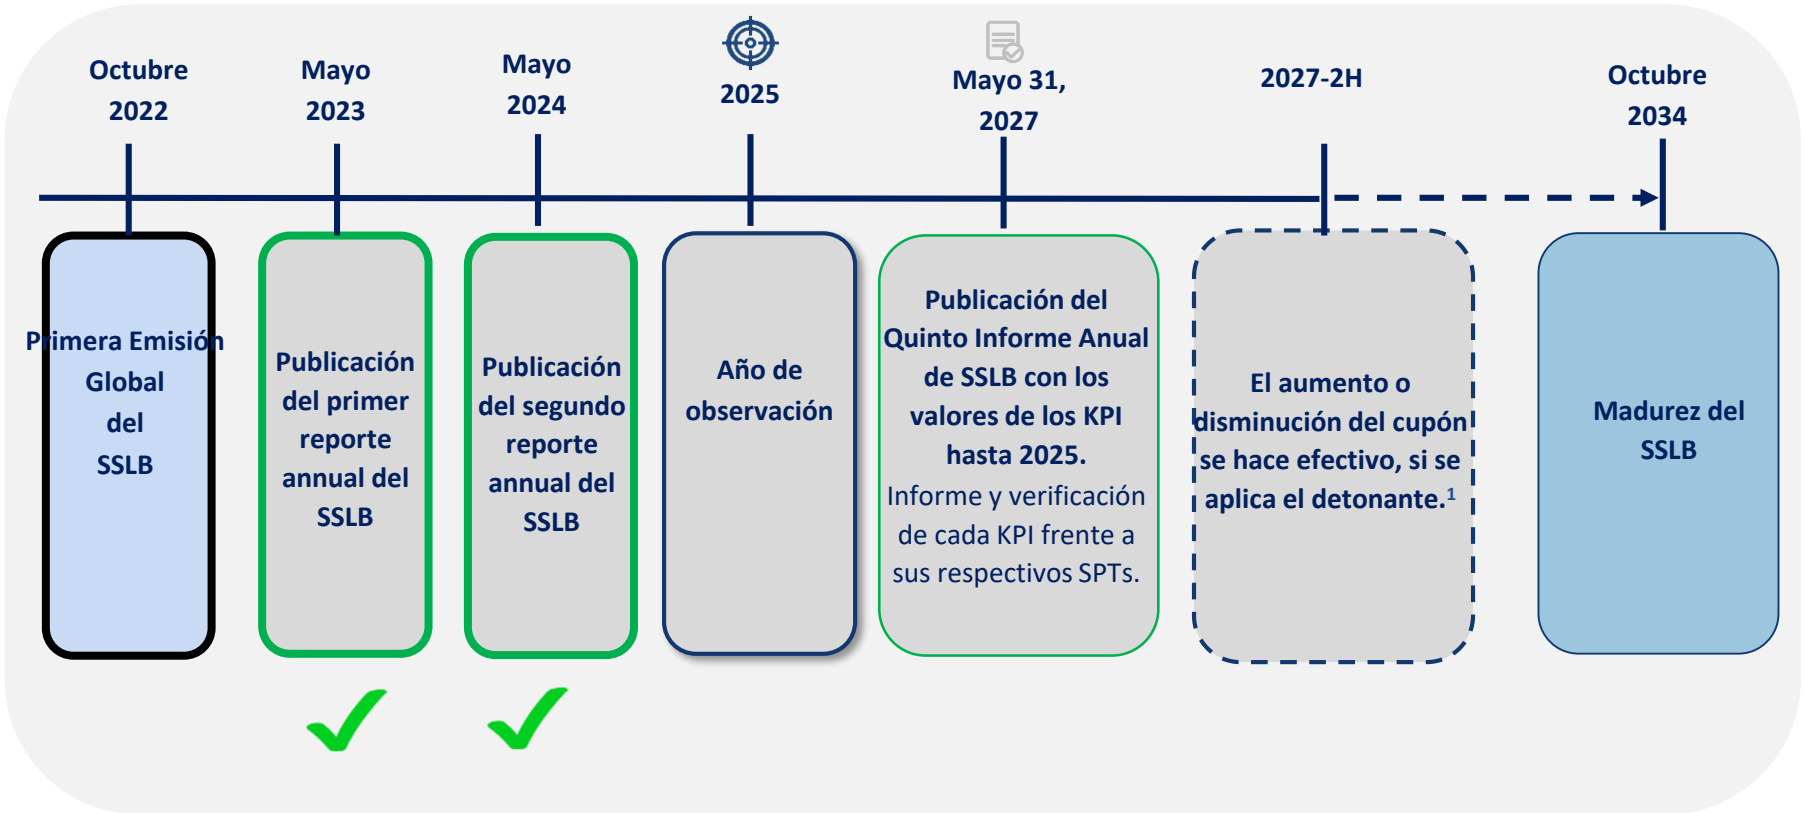 Octubre
2022
Mayo
2023
Mayo
2024
2025
Mayo 31,
2027
2027-2H
Octubre
2034
Primera Emisión
Global
del
SSLB
Publicación
del primer
reporte
annual del
SSLB
Publicación
del segundo
reporte
annual del
SSLB
Año de
observación
Publicación del
Quinto Informe Anual
de SSLB con los
valores de los KPI
hasta 2025.
Informe y verificación
de cada KPI frente a
sus respectivos SPTs.
El aumento o
disminución del cupón
se hace efectivo, si se
aplica el detonante.¹
Madurez del
SSLB